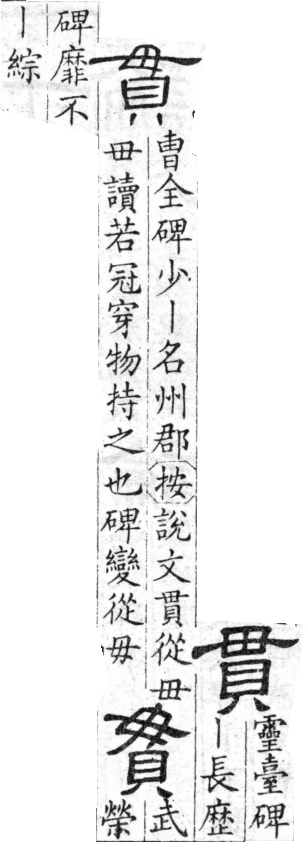 貫
靈臺碑
丨長歷
貫
曹全碑少丨名州郡按說文貫從毌
毌讀若冠穿物持之也碑變從毋
貫
武
榮
碑靡不
丨綜